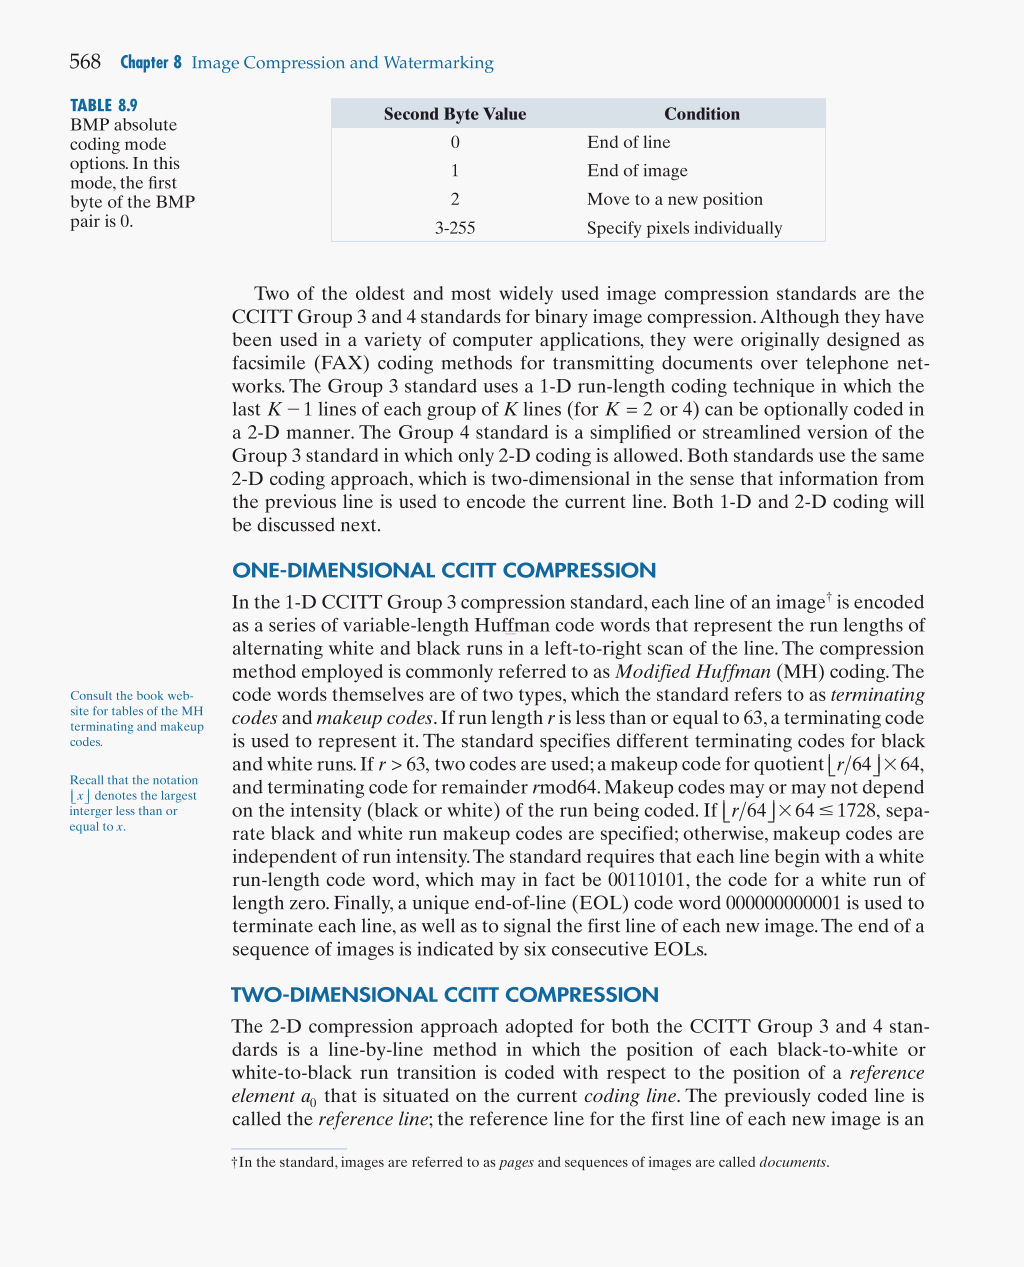 568 Chapter 8 Image Compression and Watermarking
TABLE 8.9
BMP absolute
coding mode
options. In this
mode, the first
byte of the BMP
pair is 0.
Second Byte Value Condition
0 End of line
1 End of image
2 Move to a new position
3-255 Specify pixels individually
Two of the oldest and most widely used image compression standards are the
CCITT Group 3 and 4 standards for binary image compression. Although they have
been used in a variety of computer applications, they were originally designed as
facsimile (FAX) coding methods for transmitting documents over telephone net-
works. The Group 3 standard uses a 1-D run-length coding technique in which the
last K − 1 lines of each group of K lines (for K = 2 or 4) can be optionally coded in
a 2-D manner. The Group 4 standard is a simplified or streamlined version of the
Group 3 standard in which only 2-D coding is allowed. Both standards use the same
2-D coding approach, which is two-dimensional in the sense that information from
the previous line is used to encode the current line. Both 1-D and 2-D coding will
be discussed next.
ONE-DIMENSIONAL CCITT COMPRESSION
In the 1-D CCITT Group 3 compression standard, each line of an image† is encoded
as a series of variable-length Huffman code words that represent the run lengths of
alternating white and black runs in a left-to-right scan of the line. The compression
method employed is commonly referred to as Modified Huffman (MH) coding. The
code words themselves are of two types, which the standard refers to as terminating
codes and makeup codes. If run length r is less than or equal to 63, a terminating code
is used to represent it. The standard specifies different terminating codes for black
and white runs. If r > 63, two codes are used; a makeup code for quotient ⌊r/64⌋ × 64,
and terminating code for remainder rmod64. Makeup codes may or may not depend
on the intensity (black or white) of the run being coded. If ⌊r/64⌋ × 64 ≤ 1728, sepa-
rate black and white run makeup codes are specified; otherwise, makeup codes are
independent of run intensity. The standard requires that each line begin with a white
run-length code word, which may in fact be 00110101, the code for a white run of
length zero. Finally, a unique end-of-line (EOL) code word 000000000001 is used to
terminate each line, as well as to signal the first line of each new image. The end of a
sequence of images is indicated by six consecutive EOLs.
Consult the book web-
site for tables of the MH
terminating and makeup
codes.
Recall that the notation
⌊x⌋ denotes the largest
interger less than or
equal to x.
TWO-DIMENSIONAL CCITT COMPRESSION
The 2-D compression approach adopted for both the CCITT Group 3 and 4 stan-
dards is a line-by-line method in which the position of each black-to-white or
white-to-black run transition is coded with respect to the position of a reference
element a0 that is situated on the current coding line. The previously coded line is
called the reference line; the reference line for the first line of each new image is an
† In the standard, images are referred to as pages and sequences of images are called documents.